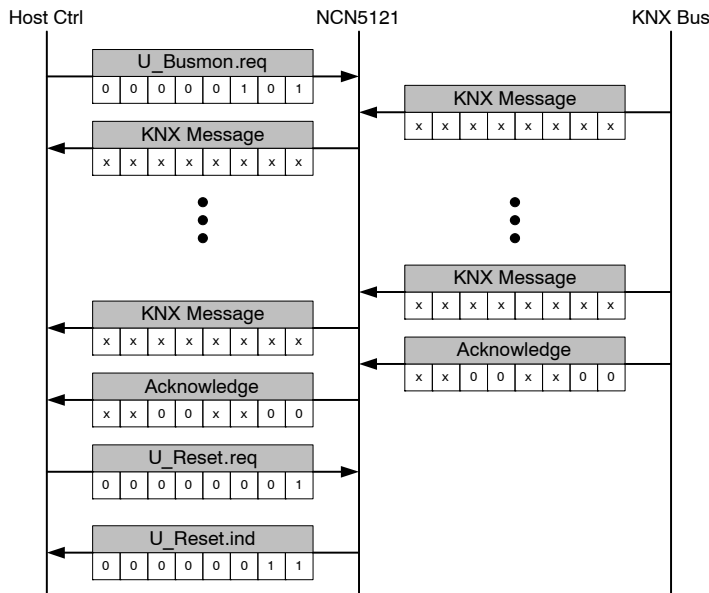 Host Ctrl NCN5121 KNX Bus
U_Busmon.req
0 0 0 0 0 1 0 1
KNX Message
x x x x x x x x
KNX Message
x x x x x x x x
KNX Message
x x x x x x x x
KNX Message
x x x x x x x x
Acknowledge
x x 0 0 x x 0 0
Acknowledge
x x 0 0 x x 0 0
U_Reset.req
0 0 0 0 0 0 0 1
U_Reset.ind
0 0 0 0 0 0 1 1